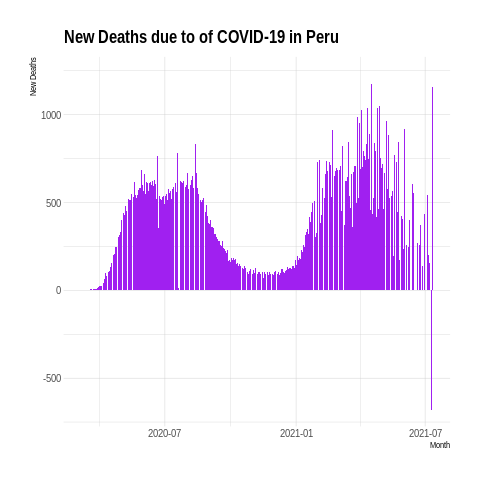 New Deaths due to of COVID-19 in Peru
New Deaths
1000
500
0
-500
2020-07
2021-01
2021-07
Month